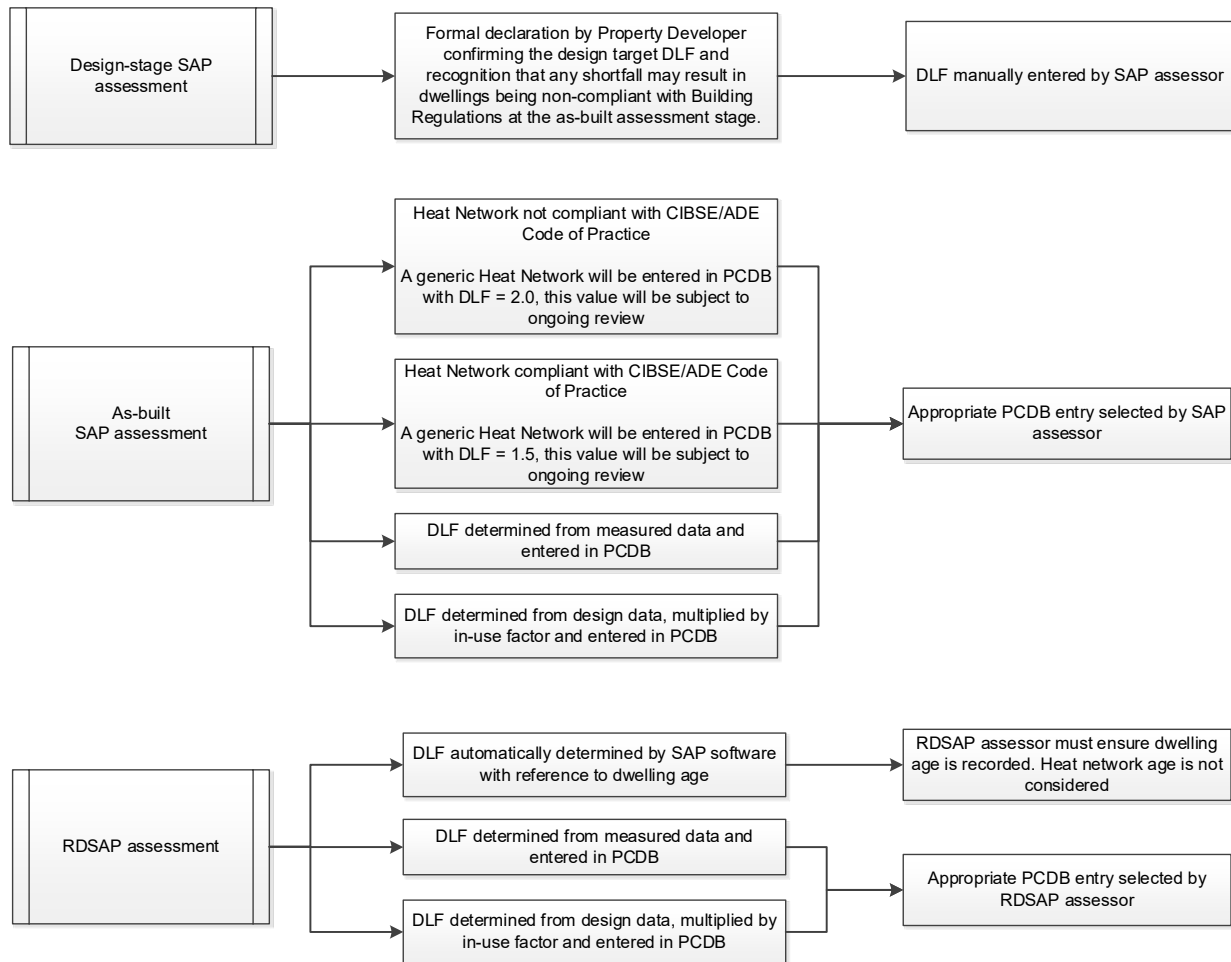 Design-stage SAP
assessment
Formal declaration by Property Developer
confirming the design target DLF and
recognition that any shortfall may result in
dwellings being non-compliant with Building
Regulations at the as-built assessment stage.
DLF manually entered by SAP assessor
As-built
SAP assessment
Heat Network not compliant with CIBSE/ADE
Code of Practice
A generic Heat Network will be entered in PCDB
with DLF = 2.0, this value will be subject to
ongoing review
Heat Network compliant with CIBSE/ADE Code
of Practice
A generic Heat Network will be entered in PCDB
with DLF = 1.5, this value will be subject to
ongoing review
DLF determined from measured data and
entered in PCDB
DLF determined from design data, multiplied by
in-use factor and entered in PCDB
Appropriate PCDB entry selected by SAP
assessor
RDSAP assessment
DLF automatically determined by SAP software
with reference to dwelling age
RDSAP assessor must ensure dwelling
age is recorded. Heat network age is not
considered
DLF determined from measured data and
entered in PCDB
DLF determined from design data, multiplied by
in-use factor and entered in PCDB
Appropriate PCDB entry selected by
RDSAP assessor